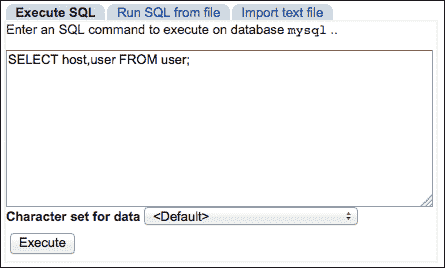 Execute SQL Run SQL from file Import text file
Enter an SQL command to execute on database mysql ..
SELECT host,user FROM user;
Character set for data <Default>
Execute